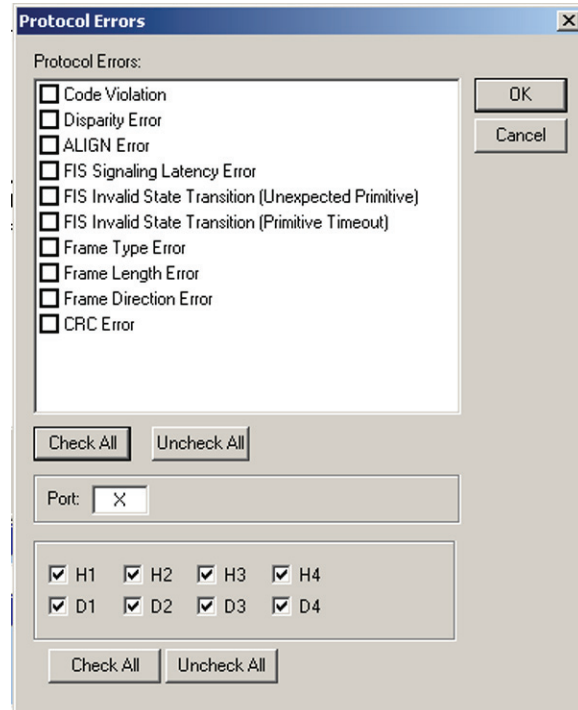 Protocol Errors
Protocol Errors:
Code Violation
Disparity Error
ALIGN Error
FIS Signaling Latency Error
FIS Invalid State Transition (Unexpected Primitive)
FIS Invalid State Transition (Primitive Timeout)
Frame Type Error
Frame Length Error
Frame Direction Error
CRC Error
OK
Cancel
Check All Uncheck All
Port: X
H1 H2 H3 H4
D1 D2 D3 D4
Check All Uncheck All